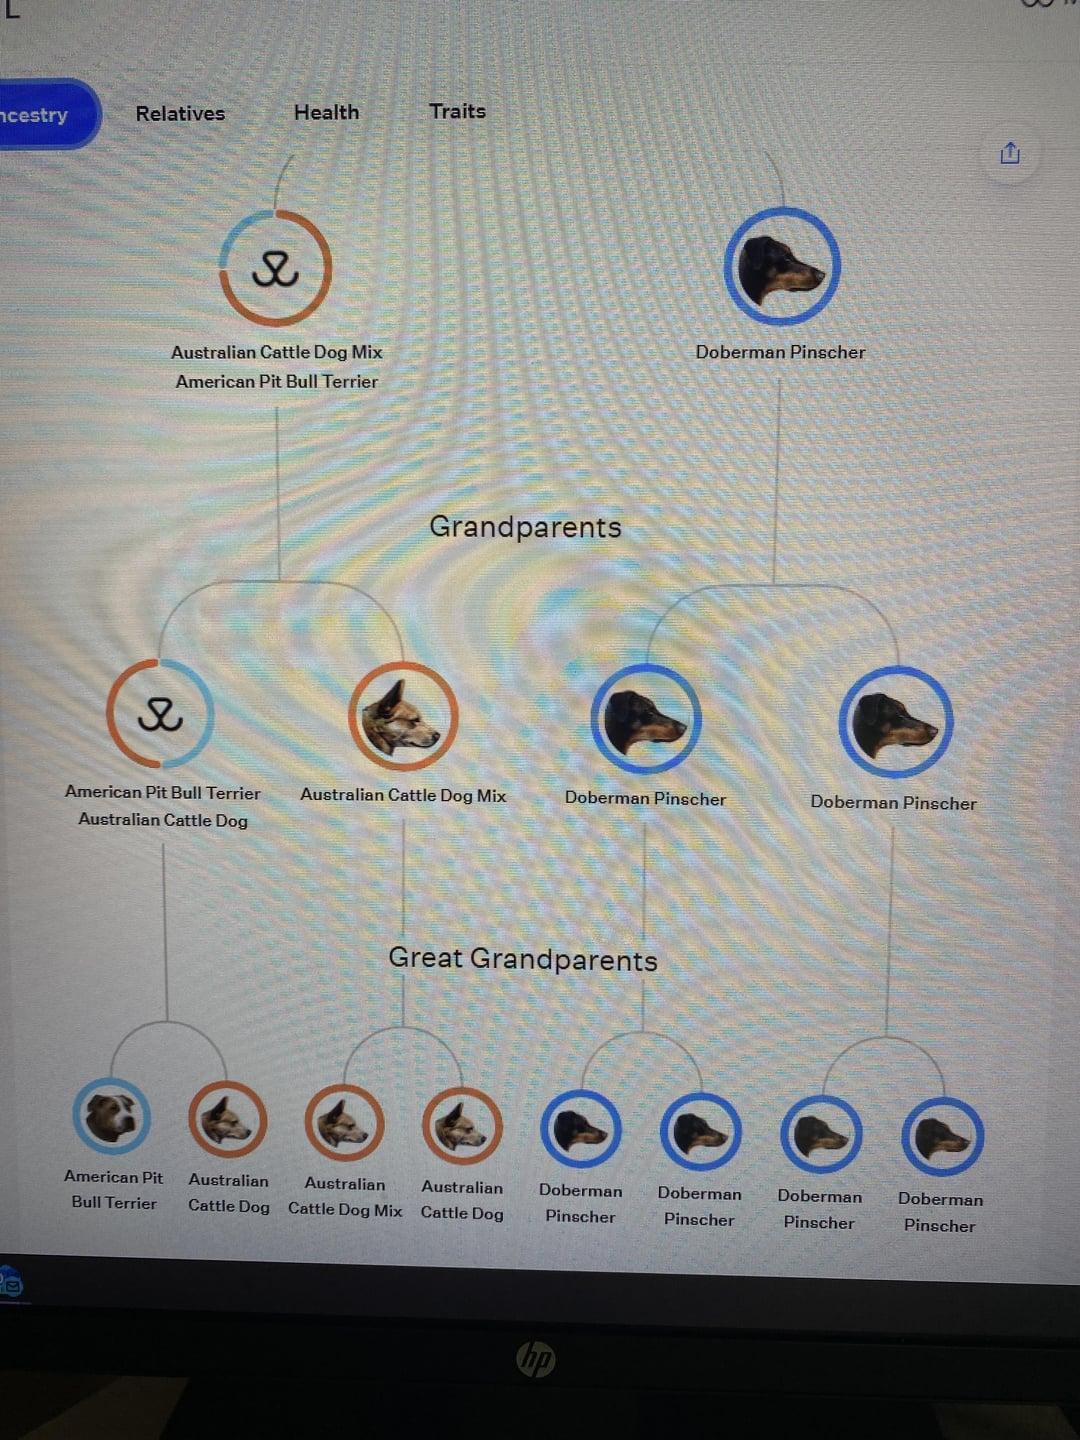 ncestry
Relatives
Health
Traits
Australian Cattle Dog Mix
American Pit Bull Terrier
Doberman Pinscher
Grandparents
American Pit Bull Terrier
Australian Cattle Dog
Australian Cattle Dog Mix
Doberman Pinscher
Doberman Pinscher
Great Grandparents
American Pit
Bull Terrier
Australian
Cattle Dog
Australian
Cattle Dog Mix
Australian
Cattle Dog
Doberman
Pinscher
Doberman
Pinscher
Doberman
Pinscher
Doberman
Pinscher
hp